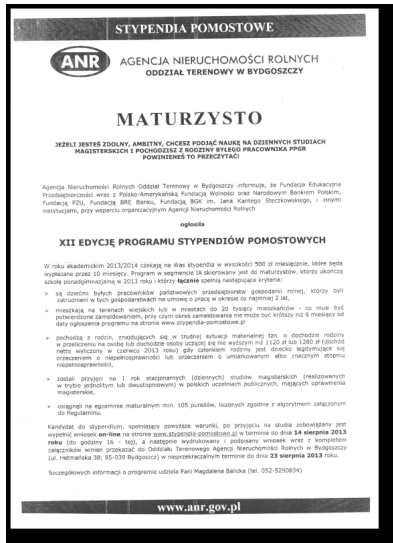 STYPENDIA POMOSTOWE
ANR
AGENCJA NIERUCHOMOŚCI ROLNYCH
ODDZIAŁ TERENOWY W BYDGOSZCZY
MATURZYSTO
JEŻELI JESTEŚ ZDOLNY, AMBITNY, CHCESZ PODJĄĆ NAUKĘ NA DZIENNYCH STUDIACH
MAGISTERSKICH I POCHODZISZ Z RODZINY BYŁEGO PRACOWNIKA PPGR
POWINIENEŚ TO PRZECZYTAĆ!
Agencja Nieruchomości Rolnych Oddział Terenowy w Bydgoszczy informuje, że Fundacja Edukacyjna
Przedsiębiorczości wraz z Polsko-Amerykańską Fundacją Wolności oraz Narodowym Bankiem Polskim,
Fundacją PZU, Fundacją BRE Banku, Fundacją BGK im. Jana Kantego Steczkowskiego, i innymi
instytucjami, przy wsparciu organizacyjnym Agencji Nieruchomości Rolnych
ogłosiła
XII EDYCJĘ PROGRAMU STYPENDIÓW POMOSTOWYCH
W roku akademickim 2013/2014 czekają na Was stypendia w wysokości 500 zł miesięcznie, które będą
wypłacane przez 10 miesięcy. Program w segmencie IA skierowany jest do maturzystów, którzy ukończą
szkołę ponadgimnazjalną w 2013 roku i którzy łącznie spełnią następujące kryteria:
➢ są dziećmi byłych pracowników państwowych przedsiębiorstw gospodarki rolnej, którzy byli
zatrudnieni w tych gospodarstwach na umowę o pracę w okresie co najmniej 2 lat,
➢ mieszkają na terenach wiejskich lub w miastach do 20 tysięcy mieszkańców - co musi być
potwierdzone zameldowaniem, przy czym okres zameldowania nie może być krótszy niż 6 miesięcy od
daty ogłoszenia programu na stronie www.stypendia-pomostowe.pl
➢ pochodzą z rodzin, znajdujących się w trudnej sytuacji materialnej tzn. o dochodzie rodziny
w przeliczeniu na osobę lub dochodzie osoby uczącej się nie wyższym niż 1120 zł lub 1280 zł (dochód
netto wyliczony w czerwcu 2013 roku) gdy członkiem rodziny jest dziecko legitymujące się
orzeczeniem o niepełnosprawności lub orzeczeniem o umiarkowanym albo znacznym stopniu
niepełnosprawności,
➢ zostali przyjęci na 1 rok stacjonarnych (dziennych) studiów magisterskich (realizowanych
w trybie jednolitym lub dwustopniowym) w polskich uczelniach publicznych, mających uprawnienia
magisterskie,
➢ osiągnęli na egzaminie maturalnym min. 105 punktów, liczonych zgodnie z algorytmem załączonym
do Regulaminu.
Kandydat do stypendium, spełniający powyższe warunki, po przyjęciu na studia zobowiązany jest
wypełnić wniosek on-line na stronie www.stypendia-pomostowe.pl w terminie do dnia 14 sierpnia 2013
roku (do godziny 16 - tej), a następnie wydrukowany i podpisany wniosek wraz z kompletem
załączników winien przekazać do Oddziału Terenowego Agencji Nieruchomości Rolnych w Bydgoszczy
(ul. Hetmańska 38; 85-039 Bydgoszcz) w nieprzekraczalnym terminie do dnia 23 sierpnia 2013 roku.
Szczegółowych informacji o programie udziela Pani Magdalena Balicka (tel. 052-5250834)
www.anr.gov.pl